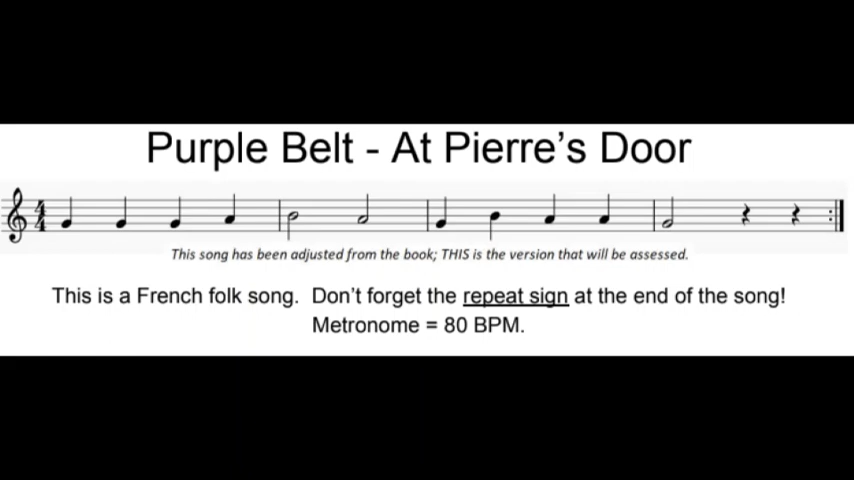 Purple Belt - At Pierre's Door
4
4
This song has been adjusted from the book; THIS is the version that will be assessed.
This is a French folk song.  Don't forget the repeat sign at the end of the song!
Metronome = 80 BPM.